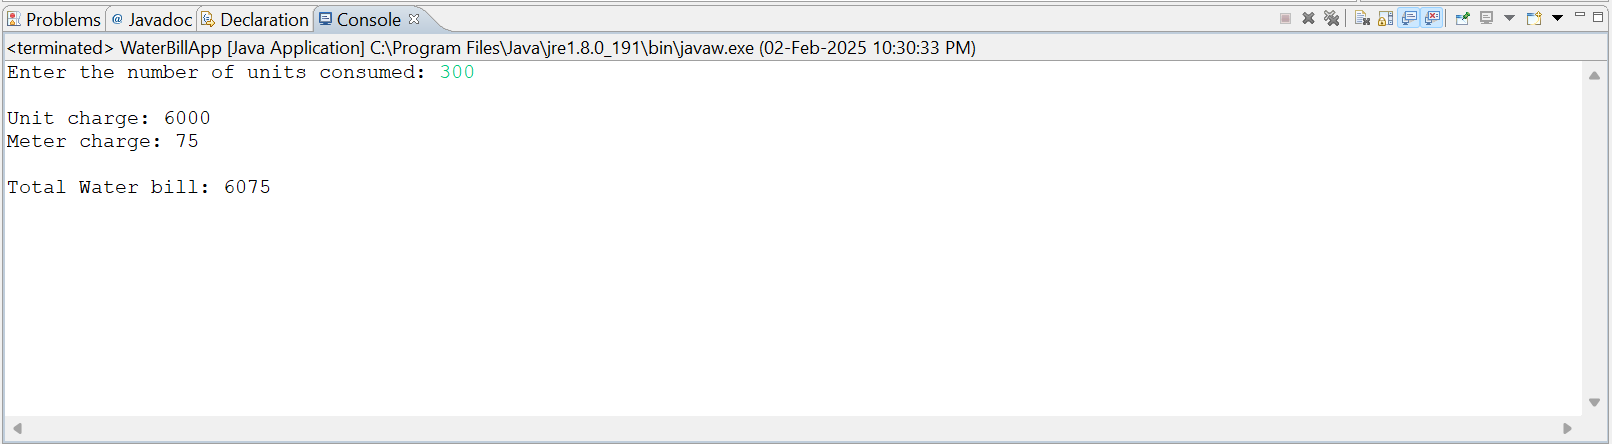 Problems @ Javadoc Declaration Console
<terminated> WaterBillApp [Java Application] C:\Program Files\Java\jre1.8.0_191\bin\javaw.exe (02-Feb-2025 10:30:33 PM)
Enter the number of units consumed: 300
Unit charge: 6000
Meter charge: 75
Total Water bill: 6075